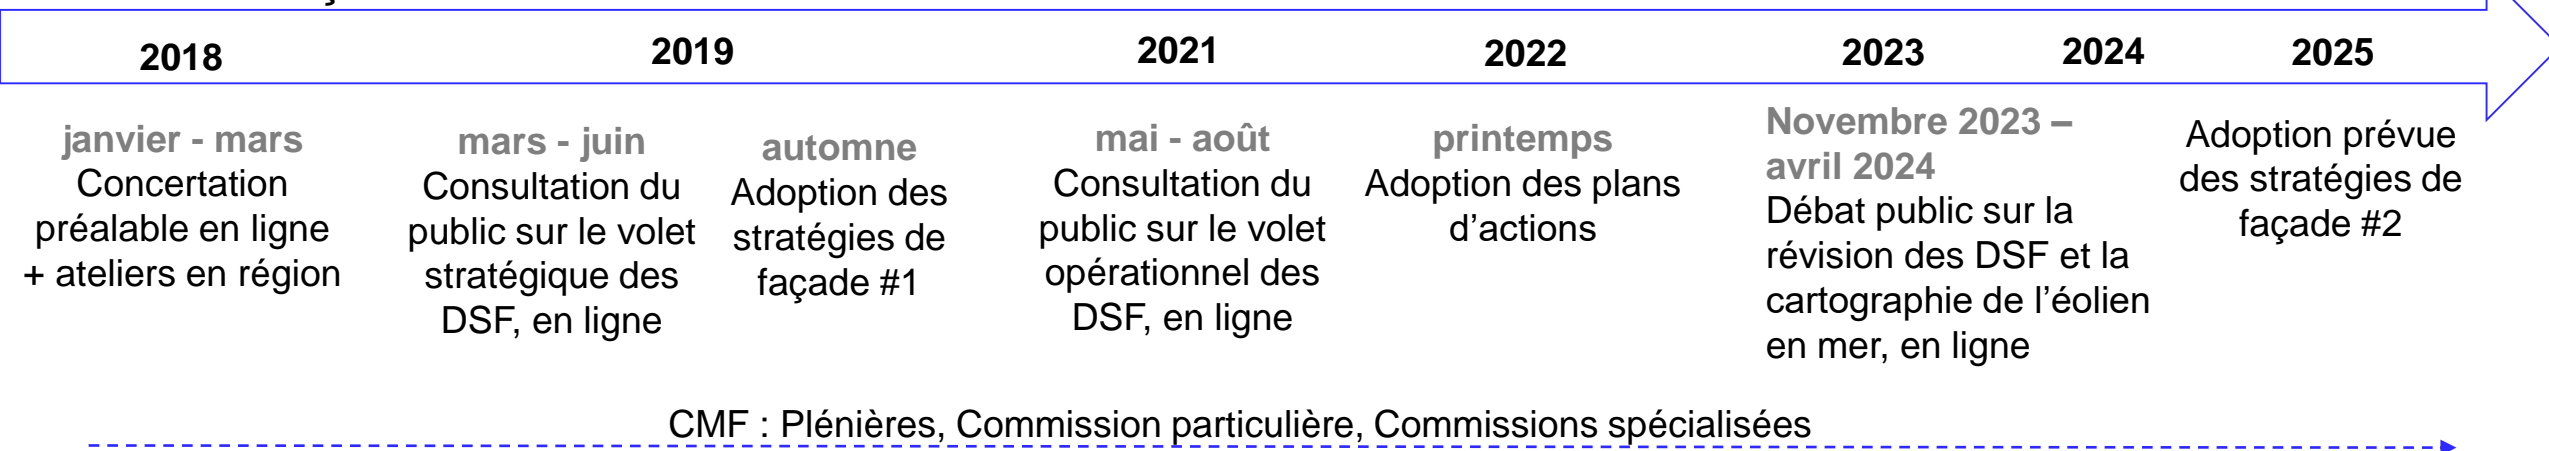 2018
2019
2021
2022
2023
2024
2025
janvier - mars
Concertation
préalable en ligne
+ ateliers en région
mars - juin
Consultation du
public sur le volet
stratégique des
DSF, en ligne
automne
Adoption des
stratégies de
façade #1
mai - août
Consultation du
public sur le volet
opérationnel des
DSF, en ligne
printemps
Adoption des plans
d’actions
Novembre 2023 –
avril 2024
Débat public sur la
révision des DSF et la
cartographie de l’éolien
en mer, en ligne
Adoption prévue
des stratégies de
façade #2
CMF : Plénières, Commission particulière, Commissions spécialisées